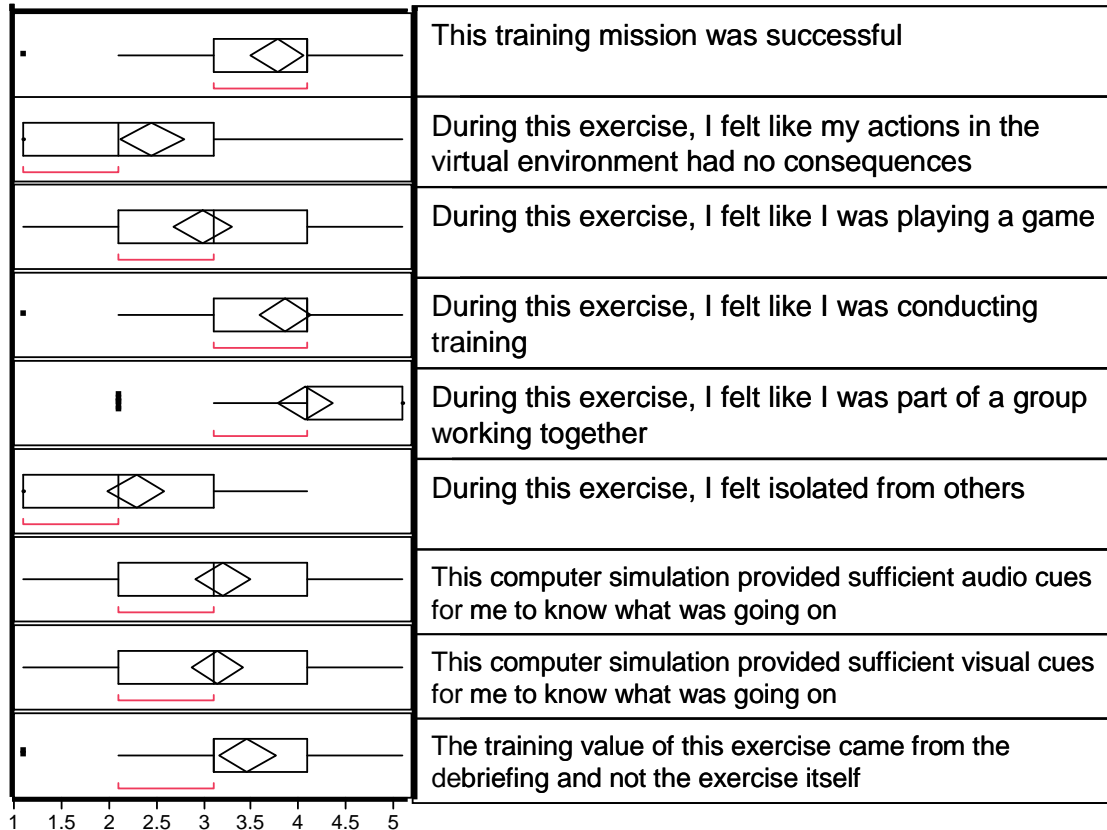 This training mission was successful
During this exercise, I felt like my actions in the
virtual environment had no consequences
During this exercise, I felt like I was playing a game
During this exercise, I felt like I was conducting
training
During this exercise, I felt like I was part of a group
working together
During this exercise, I felt isolated from others
This computer simulation provided sufficient audio cues
for me to know what was going on
This computer simulation provided sufficient visual cues
for me to know what was going on
The training value of this exercise came from the
debriefing and not the exercise itself
1 1.5 2 2.5 3 3.5 4 4.5 5